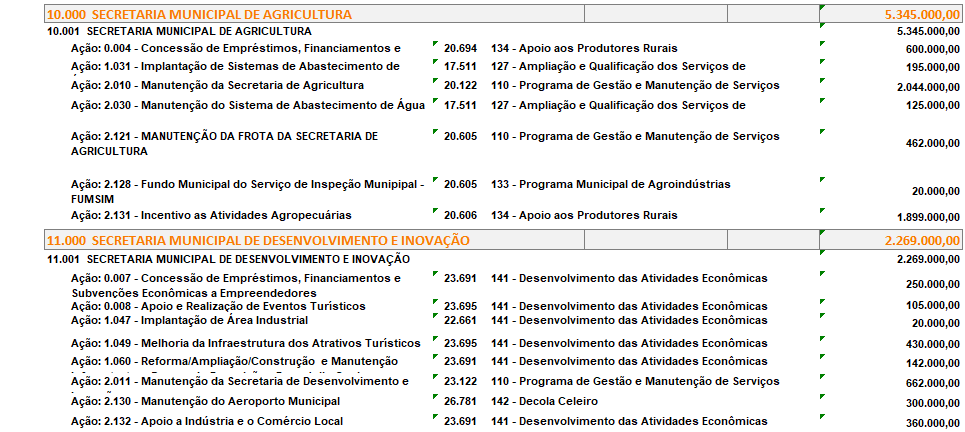 10.000 SECRETARIA MUNICIPAL DE AGRICULTURA 5.345.000,00
10.001 SECRETARIA MUNICIPAL DE AGRICULTURA 5.345.000,00
Ação: 0.004 - Concessão de Empréstimos, Financiamentos e 20.694 134 - Apoio aos Produtores Rurais 600.000,00
Ação: 1.031 - Implantação de Sistemas de Abastecimento de 17.511 127 - Ampliação e Qualificação dos Serviços de 195.000,00
Ação: 2.010 - Manutenção da Secretaria de Agricultura 20.122 110 - Programa de Gestão e Manutenção de Serviços 2.044.000,00
Ação: 2.030 - Manutenção do Sistema de Abastecimento de Água 17.511 127 - Ampliação e Qualificação dos Serviços de 125.000,00
Ação: 2.121 - MANUTENÇÃO DA FROTA DA SECRETARIA DE 20.605 110 - Programa de Gestão e Manutenção de Serviços 462.000,00
AGRICULTURA
Ação: 2.128 - Fundo Municipal do Serviço de Inspeção Munipipal - 20.605 133 - Programa Municipal de Agroindústrias 20.000,00
FUMSIM
Ação: 2.131 - Incentivo as Atividades Agropecuárias 20.606 134 - Apoio aos Produtores Rurais 1.899.000,00
11.000 SECRETARIA MUNICIPAL DE DESENVOLVIMENTO E INOVAÇÃO 2.269.000,00
11.001 SECRETARIA MUNICIPAL DE DESENVOLVIMENTO E INOVAÇÃO 2.269.000,00
Ação: 0.007 - Concessão de Empréstimos, Financiamentos e 23.691 141 - Desenvolvimento das Atividades Econômicas 250.000,00
Subvenções Econômicas a Empreendedores
Ação: 0.008 - Apoio e Realização de Eventos Turísticos 23.695 141 - Desenvolvimento das Atividades Econômicas 105.000,00
Ação: 1.047 - Implantação de Área Industrial 22.661 141 - Desenvolvimento das Atividades Econômicas 20.000,00
Ação: 1.049 - Melhoria da Infraestrutura dos Atrativos Turísticos 23.695 141 - Desenvolvimento das Atividades Econômicas 430.000,00
Ação: 1.060 - Reforma/Ampliação/Construção e Manutenção 23.691 141 - Desenvolvimento das Atividades Econômicas 142.000,00
Ação: 2.011 - Manutenção da Secretaria de Desenvolvimento e 23.122 110 - Programa de Gestão e Manutenção de Serviços 662.000,00
Ação: 2.130 - Manutenção do Aeroporto Municipal 26.781 142 - Decola Celeiro 300.000,00
Ação: 2.132 - Apoio a Indústria e o Comércio Local 23.691 141 - Desenvolvimento das Atividades Econômicas 360.000,00